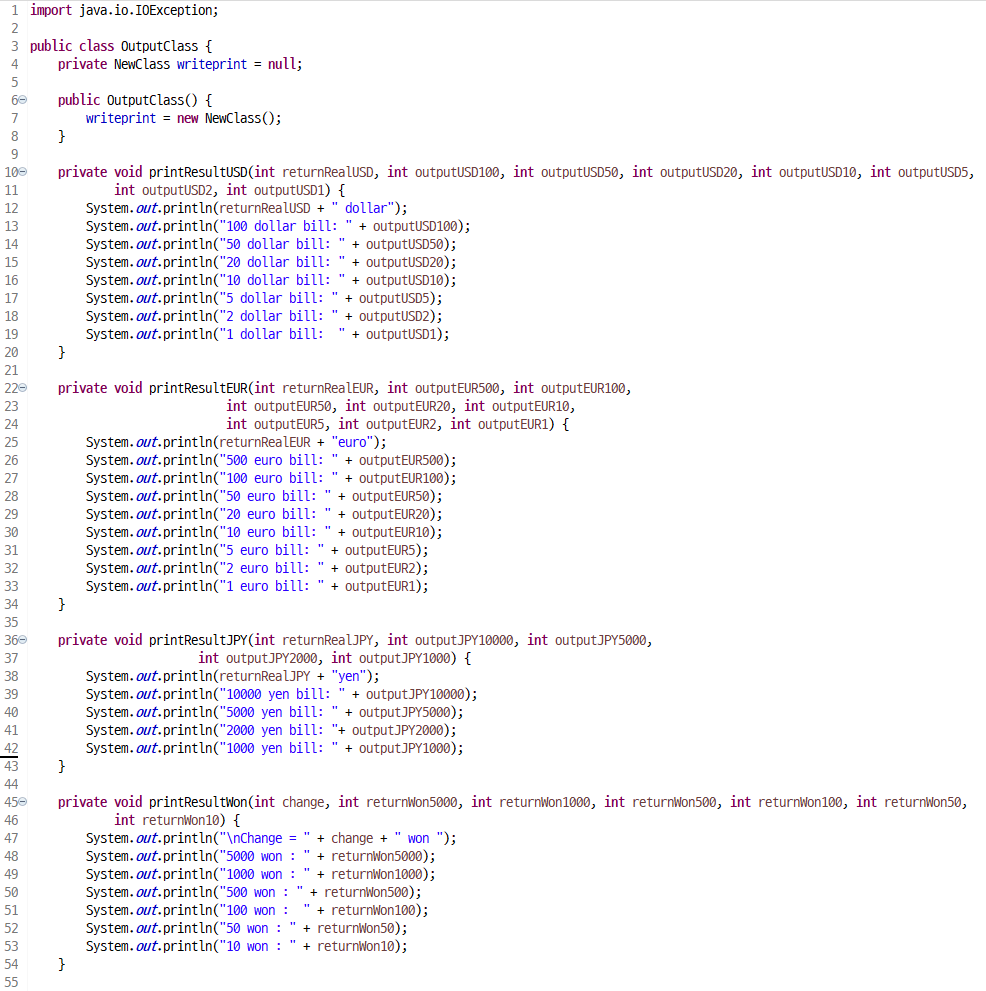 1 import java.io.IOException;
2
3 public class OutputClass {
4 private NewClass writeprint = null;
5
6 public OutputClass() {
7 writeprint = new NewClass();
8 }
9
10 private void printResultUSD(int returnRealUSD, int outputUSD100, int outputUSD50, int outputUSD20, int outputUSD10, int outputUSD5,
11 int outputUSD2, int outputUSD1) {
12 System.out.println(returnRealUSD + " dollar");
13 System.out.println("100 dollar bill: " + outputUSD100);
14 System.out.println("50 dollar bill: " + outputUSD50);
15 System.out.println("20 dollar bill: " + outputUSD20);
16 System.out.println("10 dollar bill: " + outputUSD10);
17 System.out.println("5 dollar bill: " + outputUSD5);
18 System.out.println("2 dollar bill: " + outputUSD2);
19 System.out.println("1 dollar bill:  " + outputUSD1);
20 }
21
22 private void printResultEUR(int returnRealEUR, int outputEUR500, int outputEUR100,
23 int outputEUR50, int outputEUR20, int outputEUR10,
24 int outputEUR5, int outputEUR2, int outputEUR1) {
25 System.out.println(returnRealEUR + "euro");
26 System.out.println("500 euro bill: " + outputEUR500);
27 System.out.println("100 euro bill: " + outputEUR100);
28 System.out.println("50 euro bill: " + outputEUR50);
29 System.out.println("20 euro bill: " + outputEUR20);
30 System.out.println("10 euro bill: " + outputEUR10);
31 System.out.println("5 euro bill: " + outputEUR5);
32 System.out.println("2 euro bill: " + outputEUR2);
33 System.out.println("1 euro bill: " + outputEUR1);
34 }
35
36 private void printResultJPY(int returnRealJPY, int outputJPY10000, int outputJPY5000,
37 int outputJPY2000, int outputJPY1000) {
38 System.out.println(returnRealJPY + "yen");
39 System.out.println("10000 yen bill: " + outputJPY10000);
40 System.out.println("5000 yen bill: " + outputJPY5000);
41 System.out.println("2000 yen bill: "+ outputJPY2000);
42 System.out.println("1000 yen bill: " + outputJPY1000);
43 }
44
45 private void printResultWon(int change, int returnWon5000, int returnWon1000, int returnWon500, int returnWon100, int returnWon50,
46 int returnWon10) {
47 System.out.println("\nChange = " + change + " won ");
48 System.out.println("5000 won : " + returnWon5000);
49 System.out.println("1000 won : " + returnWon1000);
50 System.out.println("500 won : " + returnWon500);
51 System.out.println("100 won :  " + returnWon100);
52 System.out.println("50 won : " + returnWon50);
53 System.out.println("10 won : " + returnWon10);
54 }
55